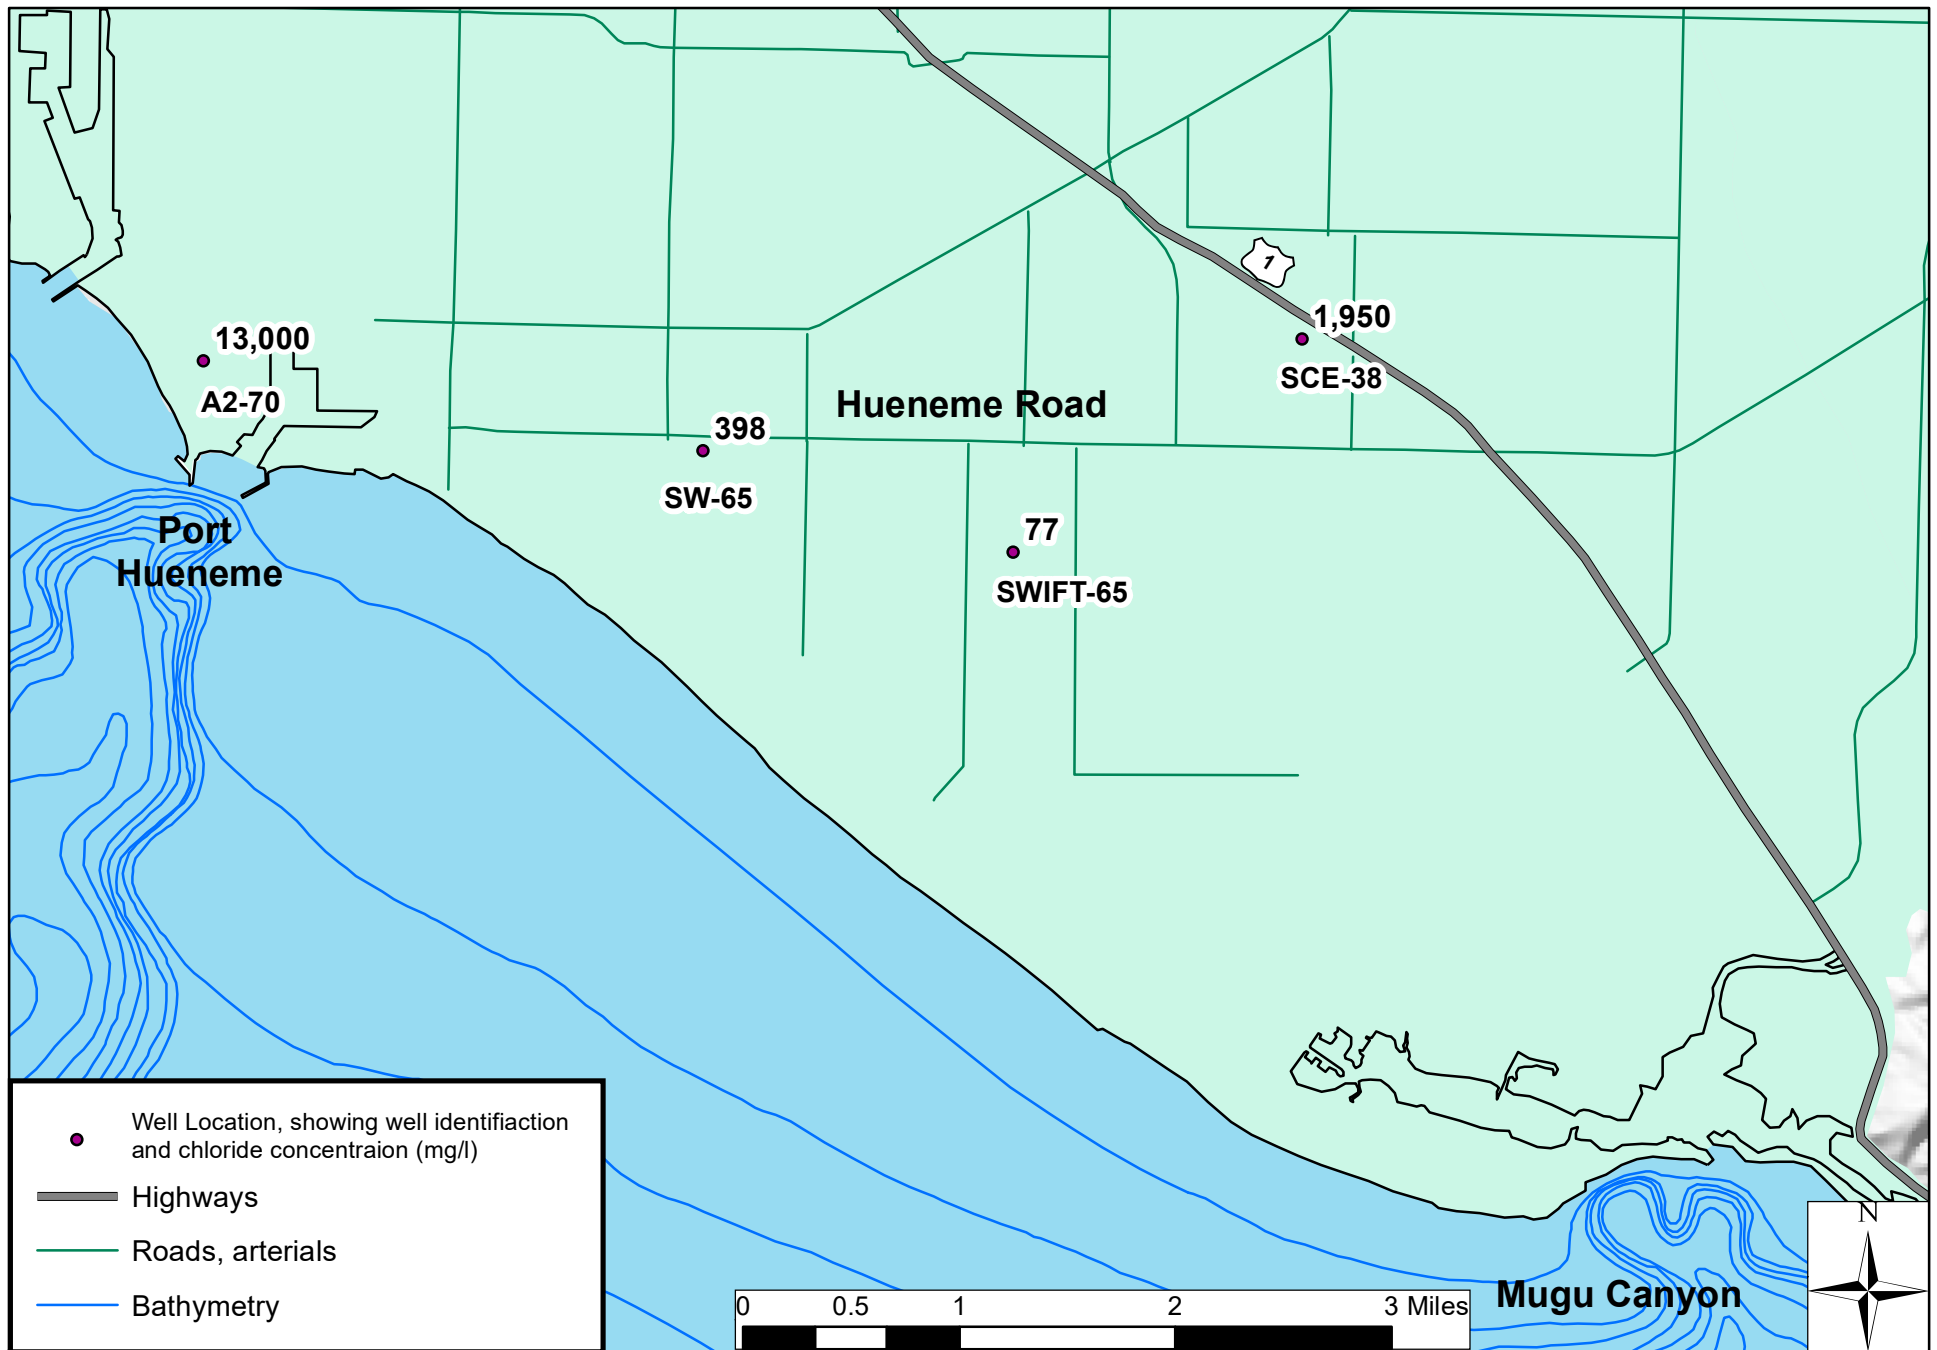 1
1,950
SCE-38
13,000
A2-70
Hueneme Road
398
SW-65
77
SWIFT-65
Port
Hueneme
Well Location, showing well identifiaction
and chloride concentraion (mg/l)
Highways
Roads, arterials
Bathymetry
0 0.5 1 2 3 Miles
Mugu Canyon
N